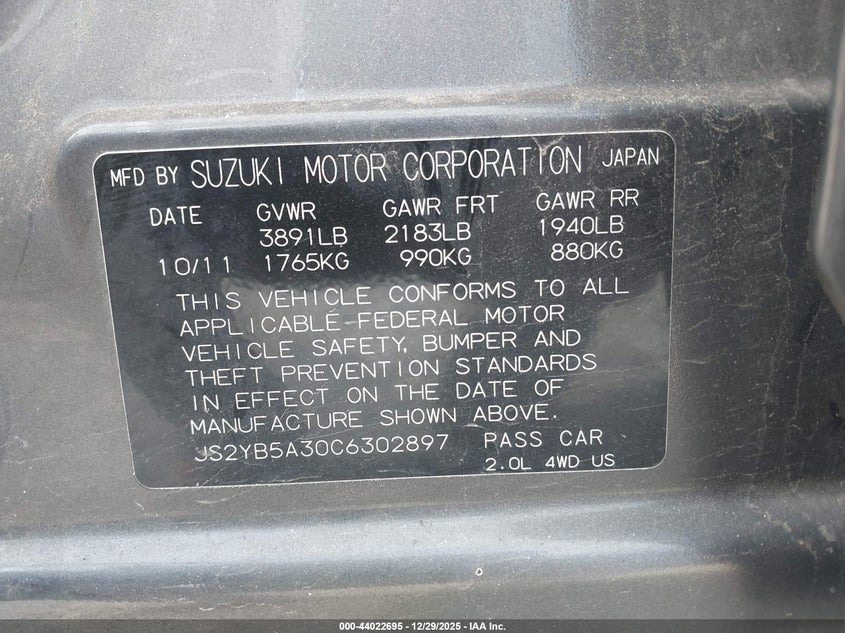 MFD BY SUZUKI MOTOR CORPORATION JAPAN
DATE GVWR GAWR FRT GAWR RR
3891LB 2183LB 1940LB
10/11 1765KG 990KG 880KG
THIS VEHICLE CONFORMS TO ALL
APPLICABLE FEDERAL MOTOR
VEHICLE SAFETY, BUMPER AND
THEFT PREVENTION STANDARDS
IN EFFECT ON THE DATE OF
MANUFACTURE SHOWN ABOVE.
JS2YB5A30C6302897 PASS CAR
2.0L 4WD US
000-44022695 - 12/29/2025 - IAA Inc.